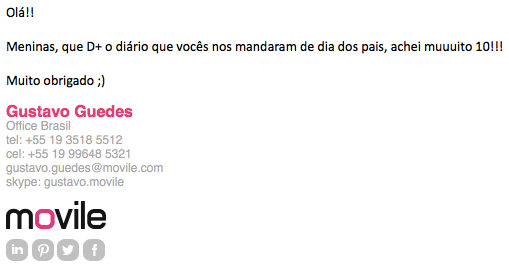 Olá!!
Meninas, que D+ o diário que vocês nos mandaram de dia dos pais, achei muuuito 10!!!
Muito obrigado ;)
Gustavo Guedes
Office Brasil
tel: +55 19 3518 5512
cel: +55 19 99648 5321
gustavo.guedes@movile.com
skype: gustavo.movile
movile